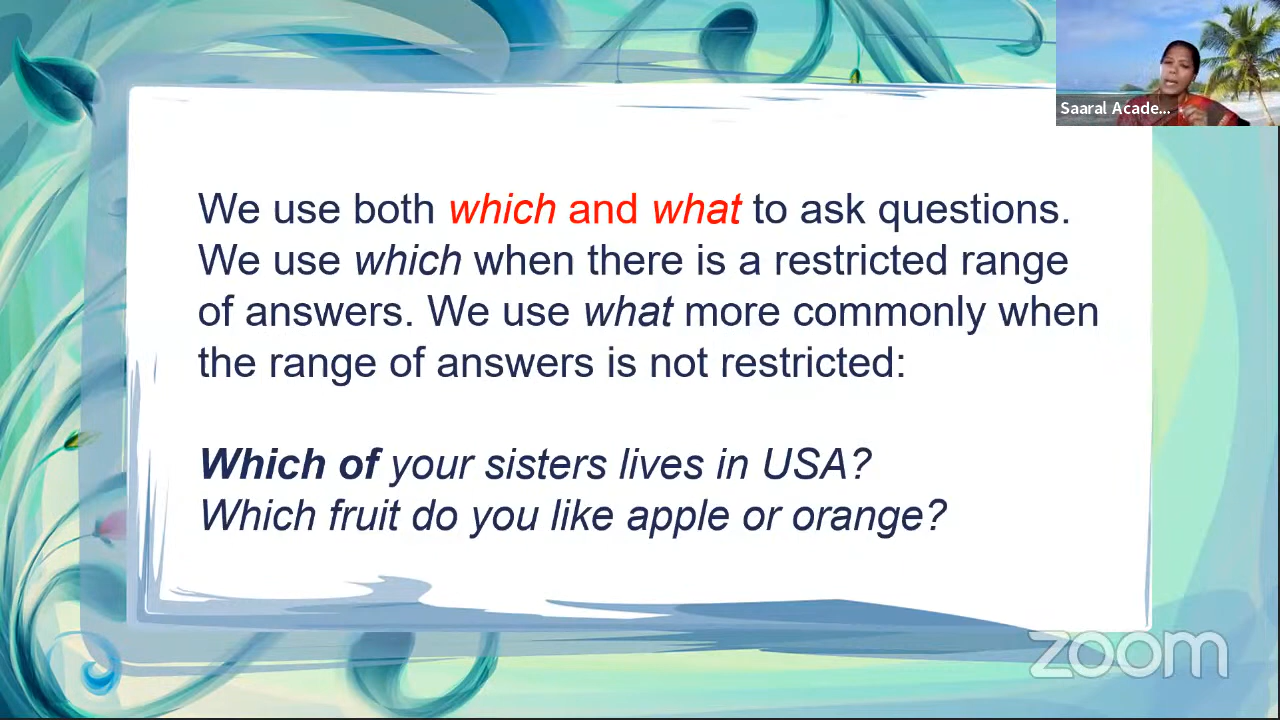 Saaral Acade...
We use both which and what to ask questions.
We use which when there is a restricted range
of answers. We use what more commonly when
the range of answers is not restricted:
Which of your sisters lives in USA?
Which fruit do you like apple or orange?
zoom